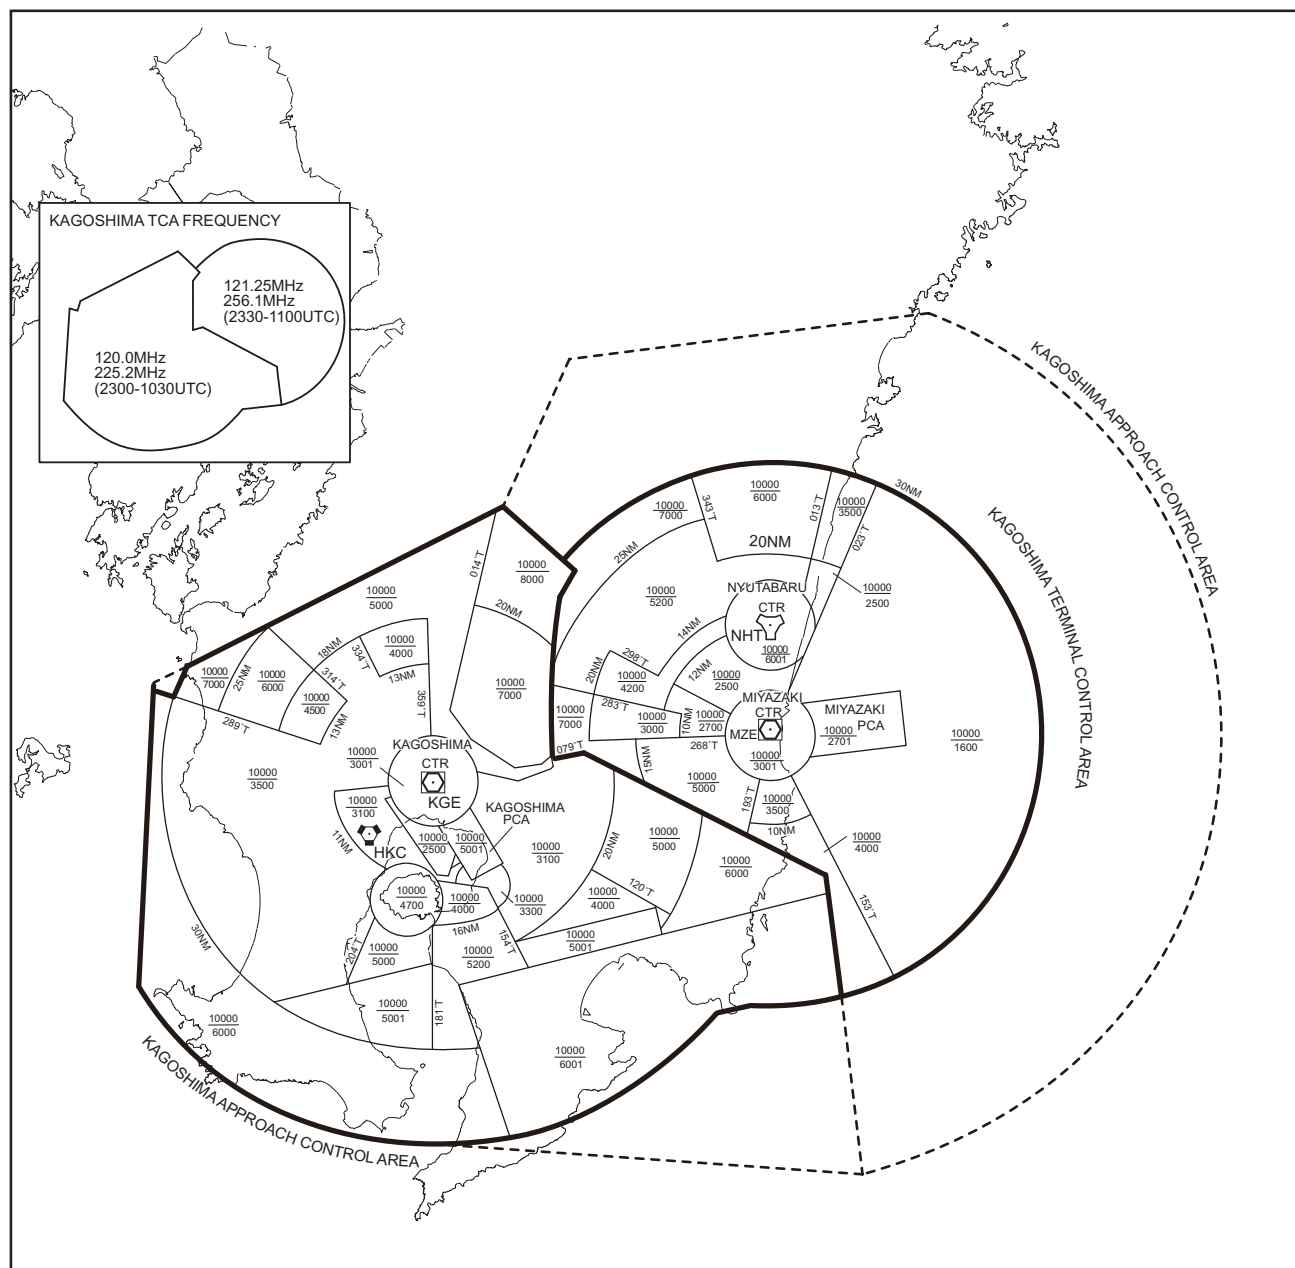 KAGOSHIMA TCA FREQUENCY
121.25MHz
256.1MHz
(2330-1100UTC)
120.0MHz
225.2MHz
(2300-1030UTC)
KAGOSHIMA APPROACH CONTROL AREA
KAGOSHIMA TERMINAL CONTROL AREA
30NM
10000
6000
10000
7000
343°T
013°T
10000
3500
023°T
20NM
25NM
10000
2500
10000
5200
NYUTABARU
CTR
NHT
10000
6001
14NM
298°T
20NM
10000
4200
12NM
10000
2500
283°T
10000
7000
10000
3000
10NM
10000
2700
MIYAZAKI
CTR
MZE
10000
3001
MIYAZAKI
PCA
10000
2701
10000
1600
079°T
268°T
15NM
10000
5000
193°T
10000
3500
10NM
10000
4000
153°T
014°T
10000
8000
10000
5000
20NM
18NM
334°T
10000
4000
13NM
314°T
10000
7000
25NM
10000
6000
10000
4500
13NM
359°T
10000
7000
289°T
KAGOSHIMA
CTR
KGE
10000
3001
10000
3500
10000
3100
HKC
11NM
KAGOSHIMA
PCA
10000
2500
10000
5001
10000
3100
20NM
10000
5000
10000
6000
120°T
10000
4000
10000
4700
10000
4000
10000
3300
16NM
154°T
10000
5001
204°T
10000
5000
10000
5200
30NM
10000
5001
181°T
10000
6000
10000
6001
KAGOSHIMA APPROACH CONTROL AREA